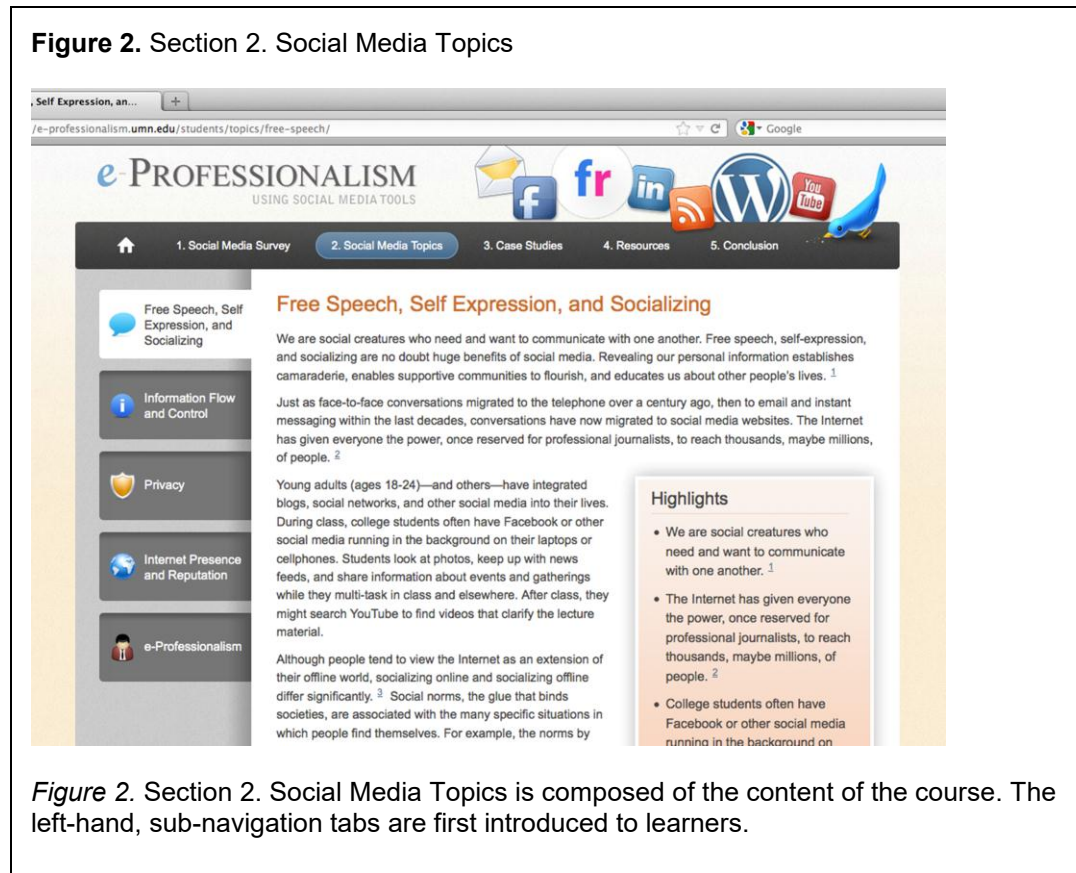 Figure 2. Section 2. Social Media Topics
, Self Expression, an... +
/e-professionalism.umn.edu/students/topics/free-speech/ Google
e-PROFESSIONALISM
USING SOCIAL MEDIA TOOLS
f fr in You Tube
1. Social Media Survey 2. Social Media Topics 3. Case Studies 4. Resources 5. Conclusion
Free Speech, Self
Expression, and
Socializing
Information Flow
and Control
Privacy
Internet Presence
and Reputation
e-Professionalism
Free Speech, Self Expression, and Socializing
We are social creatures who need and want to communicate with one another. Free speech, self-expression,
and socializing are no doubt huge benefits of social media. Revealing our personal information establishes
camaraderie, enables supportive communities to flourish, and educates us about other people's lives. 1
Just as face-to-face conversations migrated to the telephone over a century ago, then to email and instant
messaging within the last decades, conversations have now migrated to social media websites. The Internet
has given everyone the power, once reserved for professional journalists, to reach thousands, maybe millions,
of people. 2
Young adults (ages 18-24)—and others—have integrated
blogs, social networks, and other social media into their lives.
During class, college students often have Facebook or other
social media running in the background on their laptops or
cellphones. Students look at photos, keep up with news
feeds, and share information about events and gatherings
while they multi-task in class and elsewhere. After class, they
might search YouTube to find videos that clarify the lecture
material.
Although people tend to view the Internet as an extension of
their offline world, socializing online and socializing offline
differ significantly. 3 Social norms, the glue that binds
societies, are associated with the many specific situations in
which people find themselves. For example, the norms by
Highlights
• We are social creatures who
need and want to communicate
with one another. 1
• The Internet has given everyone
the power, once reserved for
professional journalists, to reach
thousands, maybe millions, of
people. 2
• College students often have
Facebook or other social media
running in the background on
Figure 2. Section 2. Social Media Topics is composed of the content of the course. The
left-hand, sub-navigation tabs are first introduced to learners.